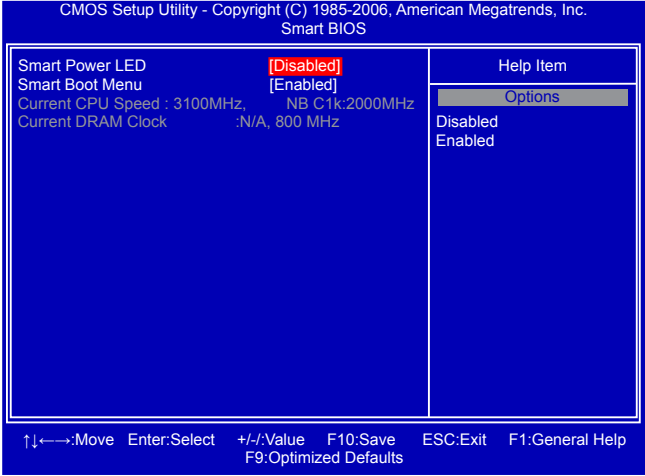 CMOS Setup Utility - Copyright (C) 1985-2006, American Megatrends, Inc.
Smart BIOS
Smart Power LED [Disabled]
Smart Boot Menu [Enabled]
Current CPU Speed : 3100MHz, NB C1k:2000MHz
Current DRAM Clock :N/A, 800 MHz
Help Item
Options
Disabled
Enabled
↑↓←→:Move Enter:Select +/-/:Value F10:Save ESC:Exit F1:General Help
F9:Optimized Defaults